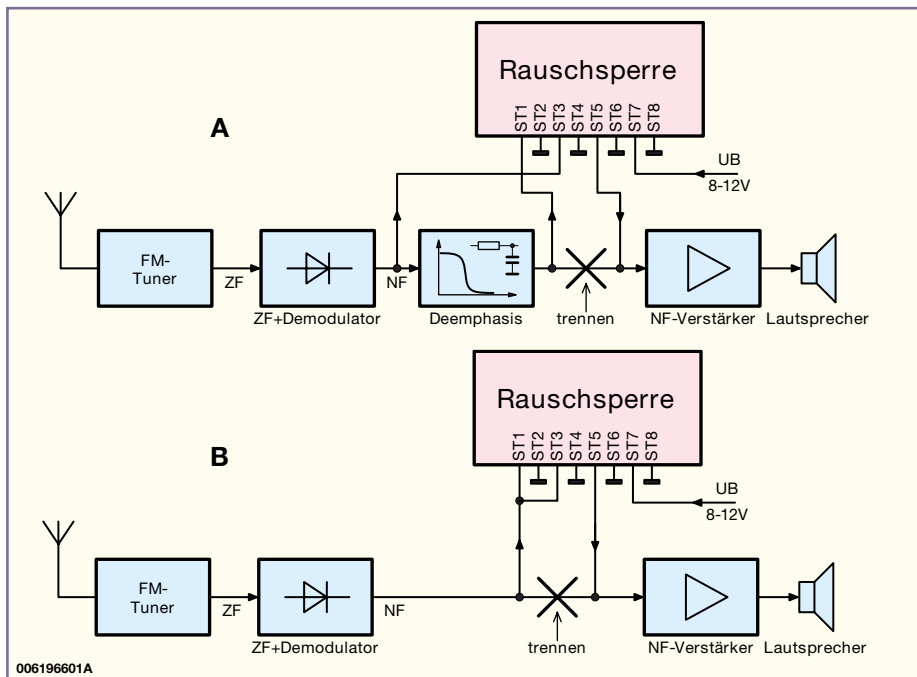 Rauschsperre
ST1 ST2 ST3 ST4 ST5 ST6 ST7 ST8
A
UB
8-12V
FM-
Tuner
ZF
NF
ZF+Demodulator
Deemphasis
trennen
NF-Verstärker
Lautsprecher
Rauschsperre
ST1 ST2 ST3 ST4 ST5 ST6 ST7 ST8
B
UB
8-12V
FM-
Tuner
ZF
NF
ZF+Demodulator
trennen
NF-Verstärker
Lautsprecher
006196601A